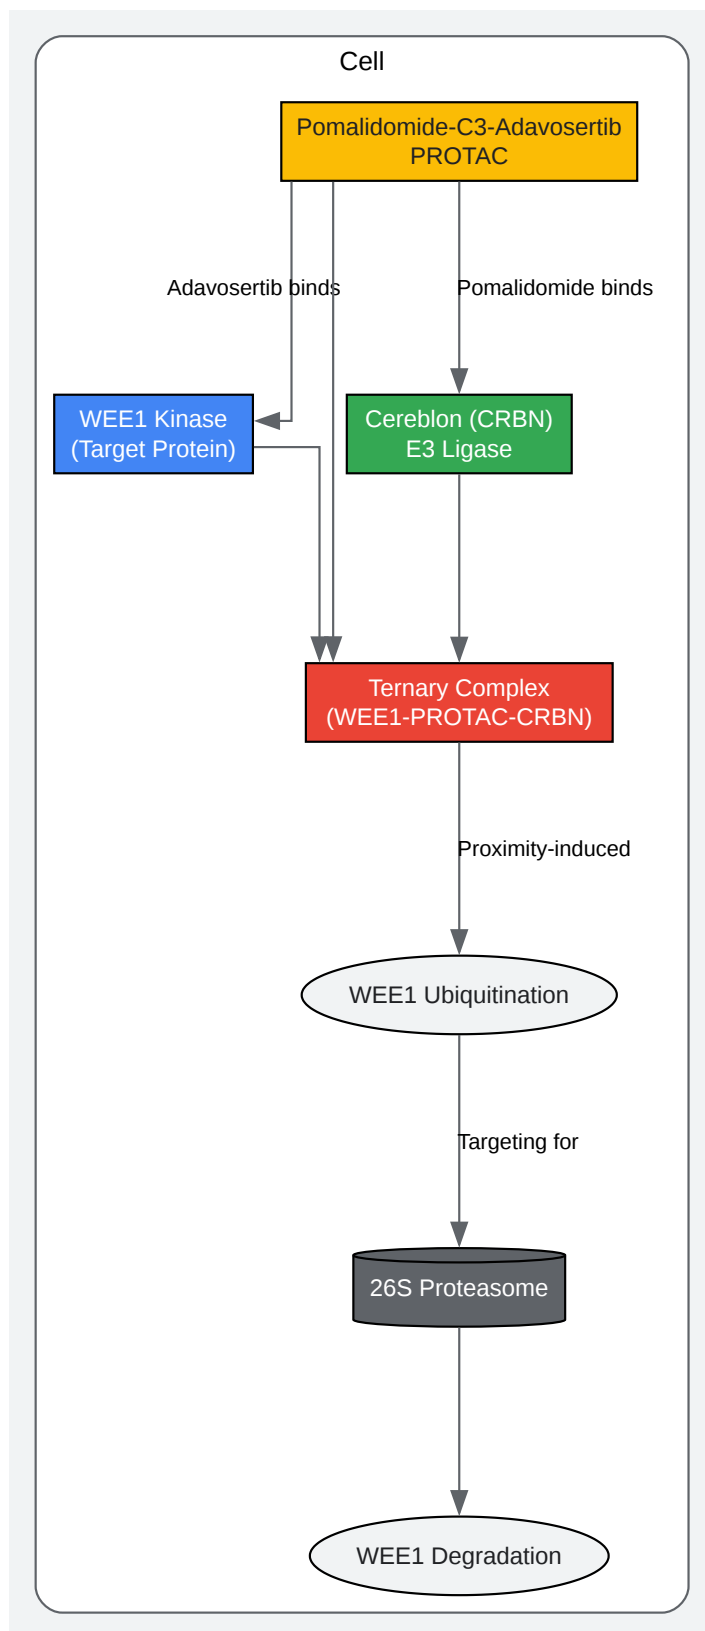 Cell
Pomalidomide-C3-Adavosertib
PROTAC
Adavosertib binds
Pomalidomide binds
WEE1 Kinase
(Target Protein)
Cereblon (CRBN)
E3 Ligase
Ternary Complex
(WEE1-PROTAC-CRBN)
Proximity-induced
WEE1 Ubiquitination
Targeting for
26S Proteasome
WEE1 Degradation